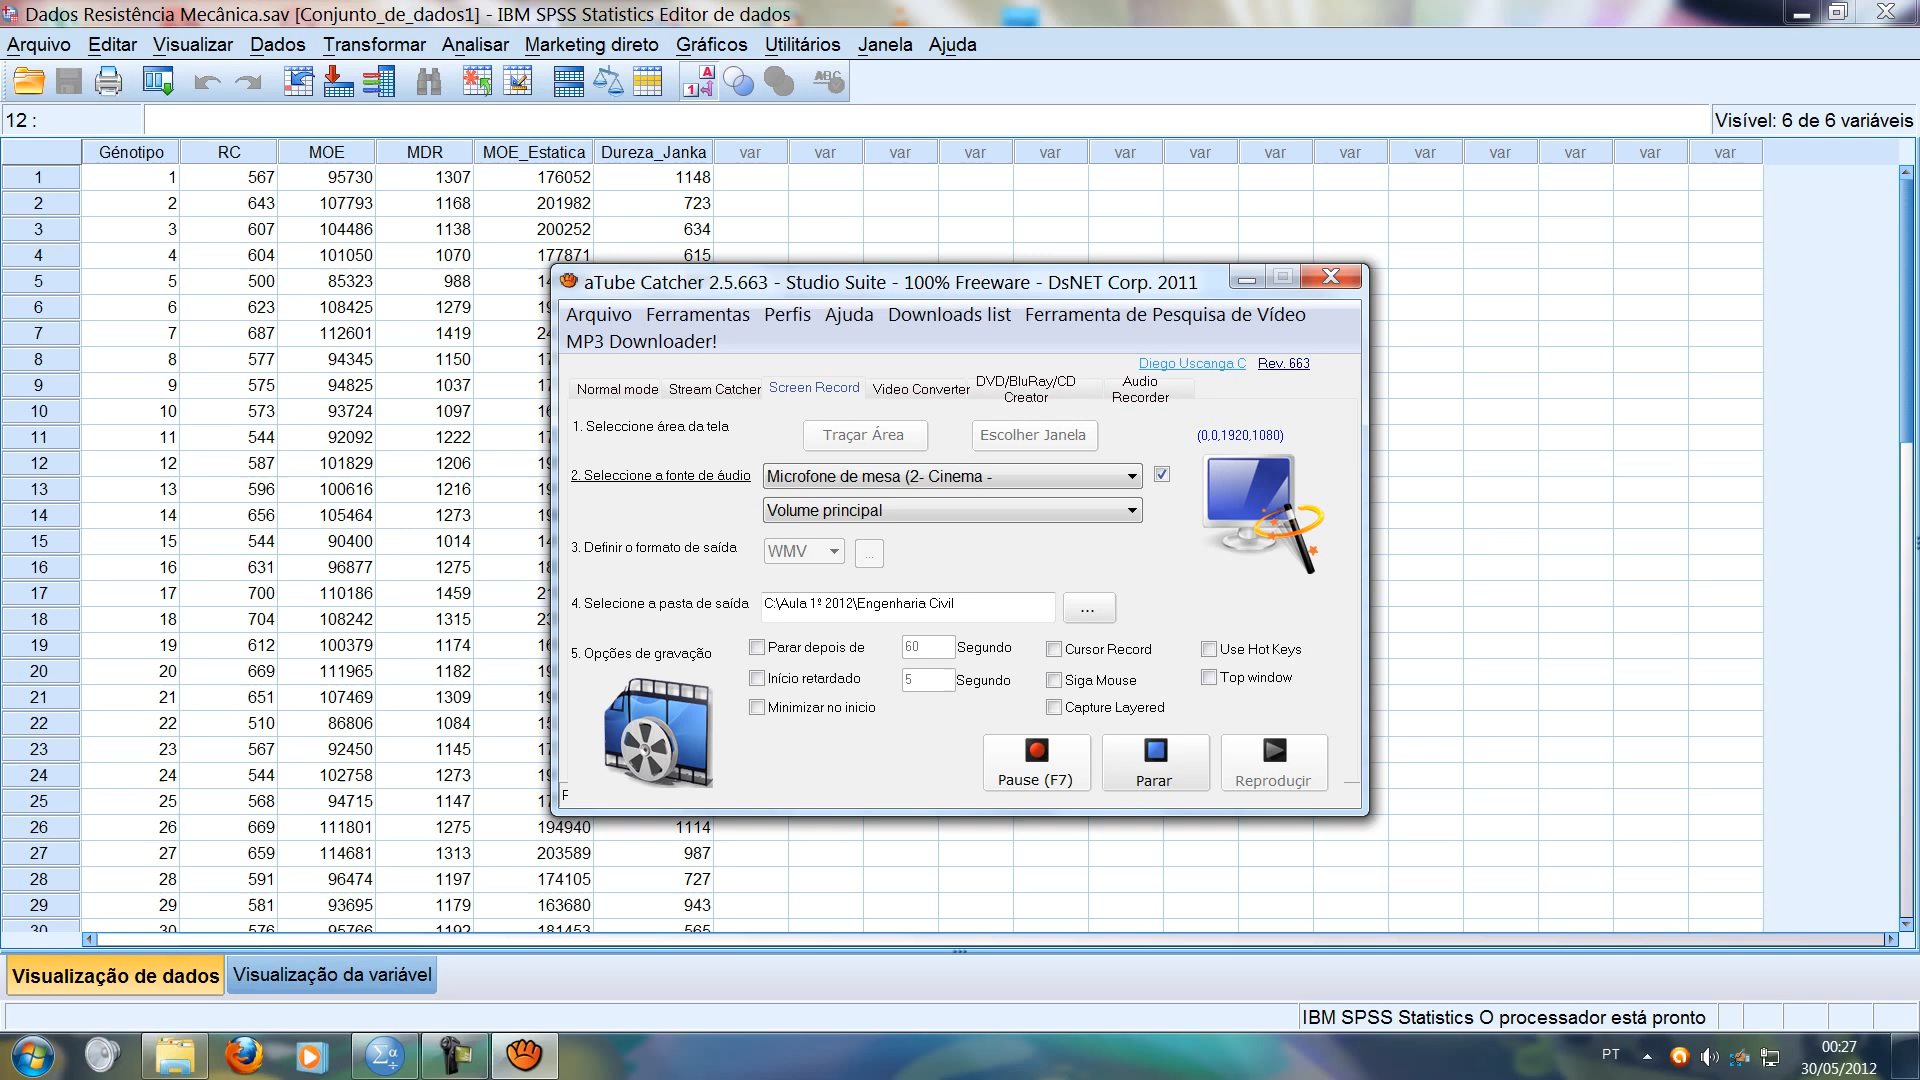 Dados Resistência Mecânica.sav [Conjunto_de_dados1] - IBM SPSS Statistics Editor de dados
Arquivo Editar Visualizar Dados Transformar Analisar Marketing direto Gráficos Utilitários Janela Ajuda
12 :
Visível: 6 de 6 variáveis
Génotipo RC MOE MDR MOE_Estatica Dureza_Janka var var var var var var var var var var var var var var
1 1 567 95730 1307 176052 1148
2 2 643 107793 1168 201982 723
3 3 607 104486 1138 200252 634
4 4 604 101050 1070 177871 615
5 5 500 85323 988
6 6 623 108425 1279
7 7 687 112601 1419
8 8 577 94345 1150
9 9 575 94825 1037
10 10 573 93724 1097
11 11 544 92092 1222
12 12 587 101829 1206
13 13 596 100616 1216
14 14 656 105464 1273
15 15 544 90400 1014
16 16 631 96877 1275
17 17 700 110186 1459
18 18 704 108242 1315
19 19 612 100379 1174
20 20 669 111965 1182
21 21 651 107469 1309
22 22 510 86806 1084
23 23 567 92450 1145
24 24 544 102758 1273
25 25 568 94715 1147
26 26 669 111801 1275 194940 1114
27 27 659 114681 1313 203589 987
28 28 591 96474 1197 174105 727
29 29 581 93695 1179 163680 943
30 30 576 95766 1192 181453 565
aTube Catcher 2.5.663 - Studio Suite - 100% Freeware - DsNET Corp. 2011
Arquivo Ferramentas Perfis Ajuda Downloads list Ferramenta de Pesquisa de Vídeo
MP3 Downloader!
Diego Uscanga C Rev. 663
Normal mode Stream Catcher Screen Record Video Converter DVD/BluRay/CD Creator Audio Recorder
1. Seleccione área da tela Traçar Área Escolher Janela (0,0,1920,1080)
2. Seleccione a fonte de áudio Microfone de mesa (2- Cinema -
Volume principal
3. Definir o formato de saída WMV ...
4. Selecione a pasta de saída C:\Aula 1º 2012\Engenharia Civil ...
5. Opções de gravação
Parar depois de 60 Segundo Cursor Record Use Hot Keys
Início retardado 5 Segundo Siga Mouse Top window
Minimizar no inicio Capture Layered
Pause (F7) Parar Reproduçir
Visualização de dados Visualização da variável
IBM SPSS Statistics O processador está pronto
PT 00:27
30/05/2012